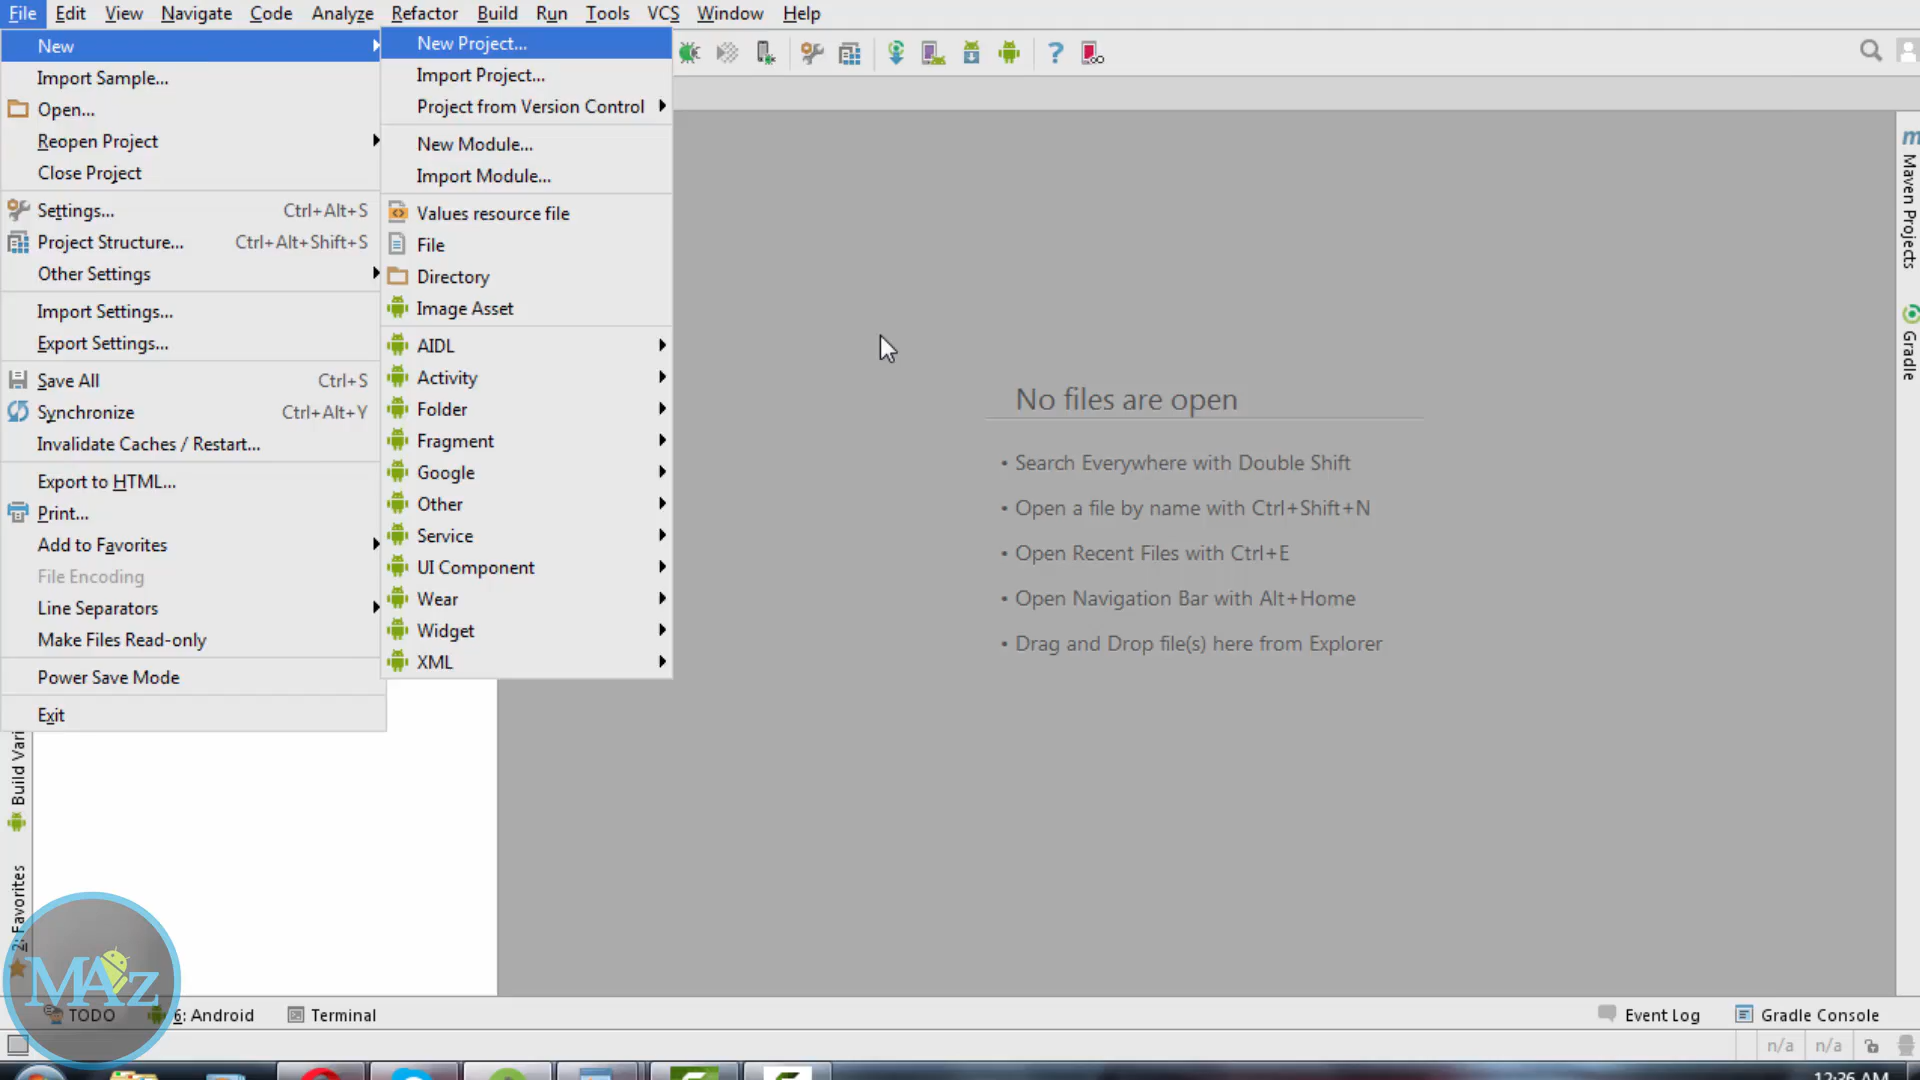 File Edit View Navigate Code Analyze Refactor Build Run Tools VCS Window Help
New
Import Sample...
Open...
Reopen Project
Close Project
Settings... Ctrl+Alt+S
Project Structure... Ctrl+Alt+Shift+S
Other Settings
Import Settings...
Export Settings...
Save All Ctrl+S
Synchronize Ctrl+Alt+Y
Invalidate Caches / Restart...
Export to HTML...
Print...
Add to Favorites
File Encoding
Line Separators
Make Files Read-only
Power Save Mode
Exit
New Project...
Import Project...
Project from Version Control
New Module...
Import Module...
Values resource file
File
Directory
Image Asset
AIDL
Activity
Folder
Fragment
Google
Other
Service
UI Component
Wear
Widget
XML
No files are open
• Search Everywhere with Double Shift
• Open a file by name with Ctrl+Shift+N
• Open Recent Files with Ctrl+E
• Open Navigation Bar with Alt+Home
• Drag and Drop file(s) here from Explorer
m Maven Projects
Gradle
Build Vari
2: Favorites
MAz
TODO 6: Android Terminal Event Log Gradle Console
n/a n/a
12:36 AM